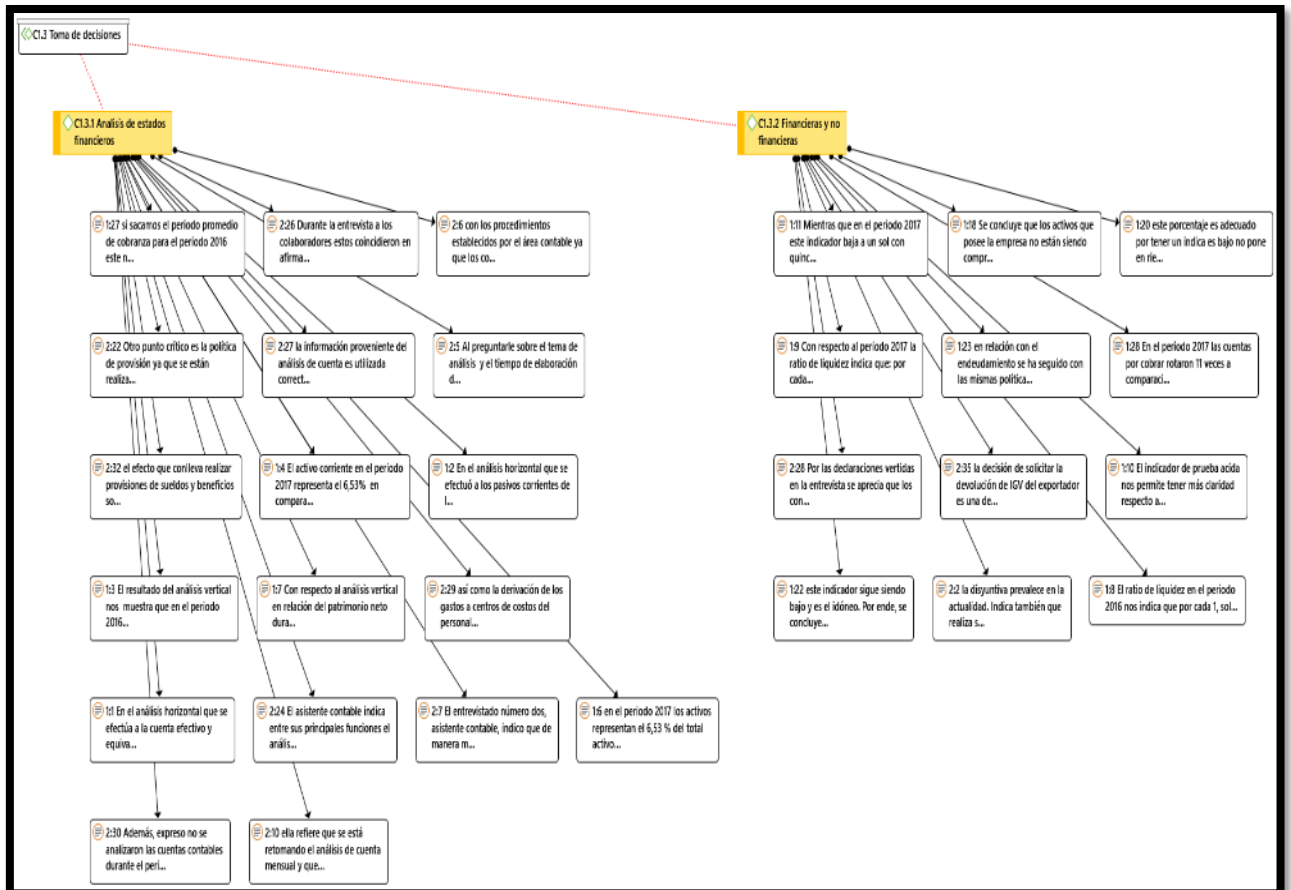 C1.3 Toma de decisiones
C1.3.1 Analisis de estados
financieros
C1.3.2 Financieras y no
financieras
1:27 si sacamos el periodo promedio
de cobranza para el periodo 2016
este n...
2:26 Durante la entrevista a los
colaboradores estos coincidieron en
afirma...
2:6 con los procedimientos
establecidos por el área contable ya
que los co...
1:11 Mientras que en el periodo 2017
este indicador baja a un sol con
quinc...
1:18 Se concluye que los activos que
posee la empresa no están siendo
compr...
1:20 este porcentaje es adecuado
por tener un indica es bajo no pone
en rie...
2:22 Otro punto crítico es la política
de provisión ya que se están
realiza...
2:27 la información proveniente del
análisis de cuenta es utilizada
correct...
2:5 Al preguntarle sobre el tema de
análisis y el tiempo de elaboración
d...
1:9 Con respecto al periodo 2017 la
ratio de liquidez indica que: por
cada...
1:23 en relación con el
endeudamiento se ha seguido con
las mismas política...
1:28 En el periodo 2017 las cuentas
por cobrar rotaron 11 veces a
comparaci...
2:32 el efecto que conlleva realizar
provisiones de sueldos y beneficios
so...
1:4 El activo corriente en el periodo
2017 representa el 6,53% en
compara...
1:2 En el análisis horizontal que se
efectuó a los pasivos corrientes de
l...
2:28 Por las declaraciones vertidas
en la entrevista se aprecia que los
con...
2:35 la decisión de solicitar la
devolución de IGV del exportador
es una de...
1:10 El indicador de prueba acida
nos permite tener más claridad
respecto a...
1:3 El resultado del análisis vertical
nos muestra que en el periodo
2016...
1:7 Con respecto al análisis vertical
en relación del patrimonio neto
dura...
2:29 así como la derivación de los
gastos a centros de costos del
personal...
1:22 este indicador sigue siendo
bajo y es el idóneo. Por ende, se
concluye...
2:2 la disyuntiva prevalece en la
actualidad. Indica también que
realiza s...
1:8 El ratio de liquidez en el periodo
2016 nos indica que por cada 1, sol...
1:1 En el análisis horizontal que se
efectúa a la cuenta efectivo y
equiva...
2:24 El asistente contable indica
entre sus principales funciones el
anális...
2:7 El entrevistado número dos,
asistente contable, indico que de
manera m...
1:6 en el periodo 2017 los activos
representan el 6,53 % del total
activo...
2:30 Además, expreso no se
analizaron las cuentas contables
durante el peri...
2:10 ella refiere que se está
retomando el análisis de cuenta
mensual y que...